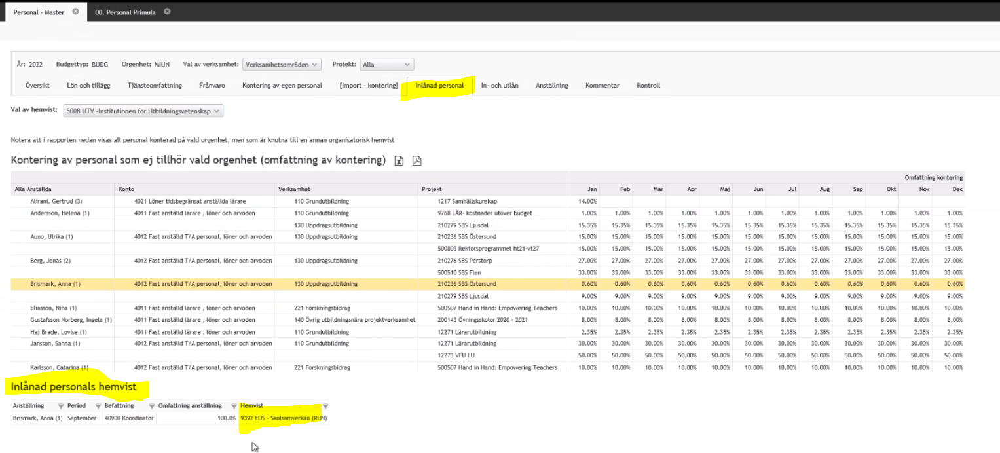 Personal - Master 00. Personal Primula
År: 2022 Budgettyp: BUDG Orgenhet: MIUN Val av verksamhet: Verksamhetsområden Projekt: Alla
Översikt Lön och tillägg Tjänsteomfattning Frånvaro Kontering av egen personal [Import - kontering] Inlånad personal In- och utlån Anställning Kommentar Kontroll
Val av hemvist: 5008 UTV -Institutionen för Utbildningsvetenskap
Notera att i rapporten nedan visas all personal konterad på vald orgenhet, men som är knutna till en annan organisatorisk hemvist
Kontering av personal som ej tillhör vald orgenhet (omfattning av kontering)
Omfattning kontering
Alla Anställda Konto Verksamhet Projekt Jan Feb Mar Apr Maj Jun Jul Aug Sep Okt Nov Dec
Alirani, Gertrud (3) 4021 Löner tidsbegränsat anställda lärare 110 Grundutbildning 1217 Samhällskunskap 14.00%
Andersson, Helena (1) 4011 Fast anställd lärare , löner och arvoden 110 Grundutbildning 9768 LÄR- kostnader utöver budget 1.00% 1.00% 1.00% 1.00% 1.00% 1.00% 1.00% 1.00% 1.00% 1.00% 1.00% 1.00%
130 Uppdragsutbildning 210279 SBS Ljusdal 15.35% 15.35% 15.35% 15.35% 15.35% 15.35% 15.35% 15.35% 15.35% 15.35% 15.35% 15.35%
Auno, Ulrika (1) 4012 Fast anställd T/A personal, löner och arvoden 130 Uppdragsutbildning 210236 SBS Östersund 15.00% 15.00% 15.00% 15.00% 15.00% 15.00% 15.00% 15.00% 15.00% 15.00% 15.00% 15.00%
500803 Rektorsprogrammet ht21-vt27 15.00% 15.00% 15.00% 15.00% 15.00% 15.00% 15.00% 15.00% 15.00% 15.00% 15.00% 15.00%
Berg, Jonas (2) 4012 Fast anställd T/A personal, löner och arvoden 130 Uppdragsutbildning 210276 SBS Perstorp 27.00% 27.00% 27.00% 27.00% 27.00% 27.00% 27.00% 27.00% 27.00% 27.00% 27.00% 27.00%
500510 SBS Flen 33.00% 33.00% 33.00% 33.00% 33.00% 33.00% 33.00% 33.00% 33.00% 33.00% 33.00% 33.00%
Brismark, Anna (1) 4012 Fast anställd T/A personal, löner och arvoden 130 Uppdragsutbildning 210236 SBS Östersund 0.60% 0.60% 0.60% 0.60% 0.60% 0.60% 0.60% 0.60% 0.60% 0.60% 0.60% 0.60%
210279 SBS Ljusdal 9.00% 9.00% 9.00% 9.00% 9.00% 9.00% 9.00% 9.00% 9.00% 9.00% 9.00% 9.00%
Eliasson, Nina (1) 4011 Fast anställd lärare , löner och arvoden 221 Forskningsbidrag 500507 Hand in Hand: Empowering Teachers 10.00% 10.00% 10.00% 10.00% 10.00% 10.00% 10.00% 10.00% 10.00% 10.00% 10.00% 10.00%
Gustafsson Norberg, Ingela (1) 4011 Fast anställd lärare , löner och arvoden 140 Övrig utbildningsnära projektverksamhet 200143 Övningsskolor 2020 - 2021 8.00% 8.00% 8.00% 8.00% 8.00% 8.00% 8.00% 8.00% 8.00% 8.00% 8.00% 8.00%
Haj Brade, Lovise (1) 4011 Fast anställd lärare , löner och arvoden 110 Grundutbildning 12271 Lärarutbildning 2.35% 2.35% 2.35% 2.35% 2.35% 2.35% 2.35% 2.35% 2.35% 2.35% 2.35% 2.35%
Jansson, Sanna (1) 4012 Fast anställd T/A personal, löner och arvoden 110 Grundutbildning 12271 Lärarutbildning 30.00% 30.00% 30.00% 30.00% 30.00% 30.00% 30.00% 30.00% 30.00% 30.00% 30.00% 30.00%
12273 VFU LU 50.00% 50.00% 50.00% 50.00% 50.00% 50.00% 50.00% 50.00% 50.00% 50.00% 50.00% 50.00%
Karlsson, Catarina (1) 4012 Fast anställd T/A personal, löner och arvoden 221 Forskningsbidrag 500507 Hand in Hand: Empowering Teachers 10.00% 10.00% 10.00% 10.00% 10.00% 10.00% 10.00% 10.00% 10.00% 10.00% 10.00% 10.00%
Inlånad personals hemvist
Anställning Period Befattning Omfattning anställning Hemvist
Brismark, Anna (1) September 40900 Koordinator 100.0% 9392 FUS - Skolsamverkan (RUN)